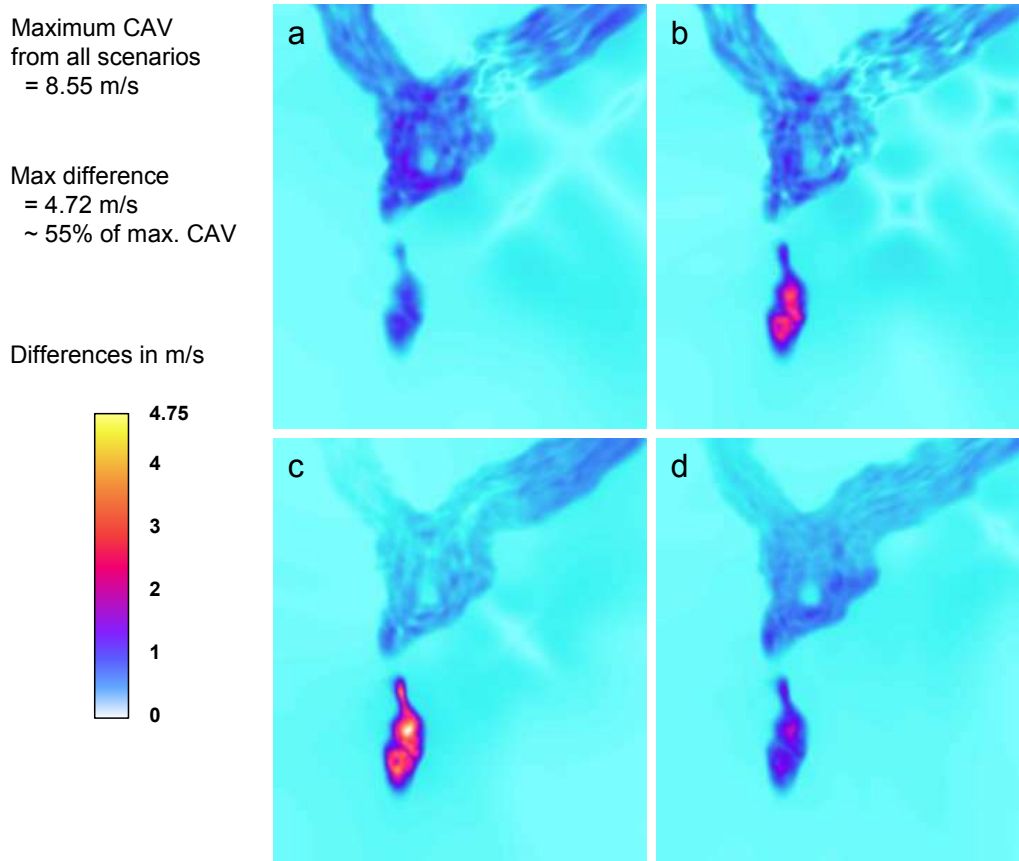 Maximum CAV
from all scenarios
= 8.55 m/s
Max difference
= 4.72 m/s
~ 55% of max. CAV
Differences in m/s
4.75
4
3
2
1
0
a
b
c
d